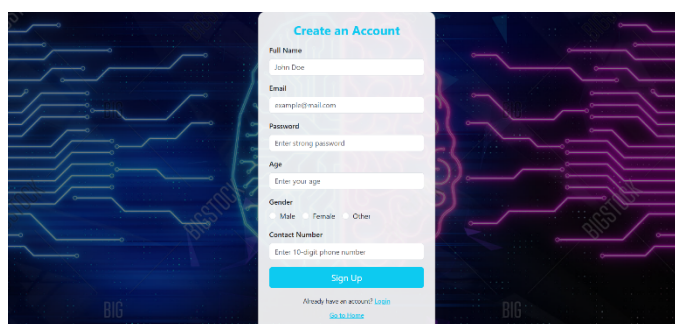 Create an Account
Full Name
John Doe
Email
example@mail.com
Password
Enter strong password
Age
Enter your age
Gender
Male Female Other
Contact Number
Enter 10-digit phone number
Sign Up
Already have an account? Login
Go to Home
BIGSTOCK
BIGSTOCK
BIG
BIG